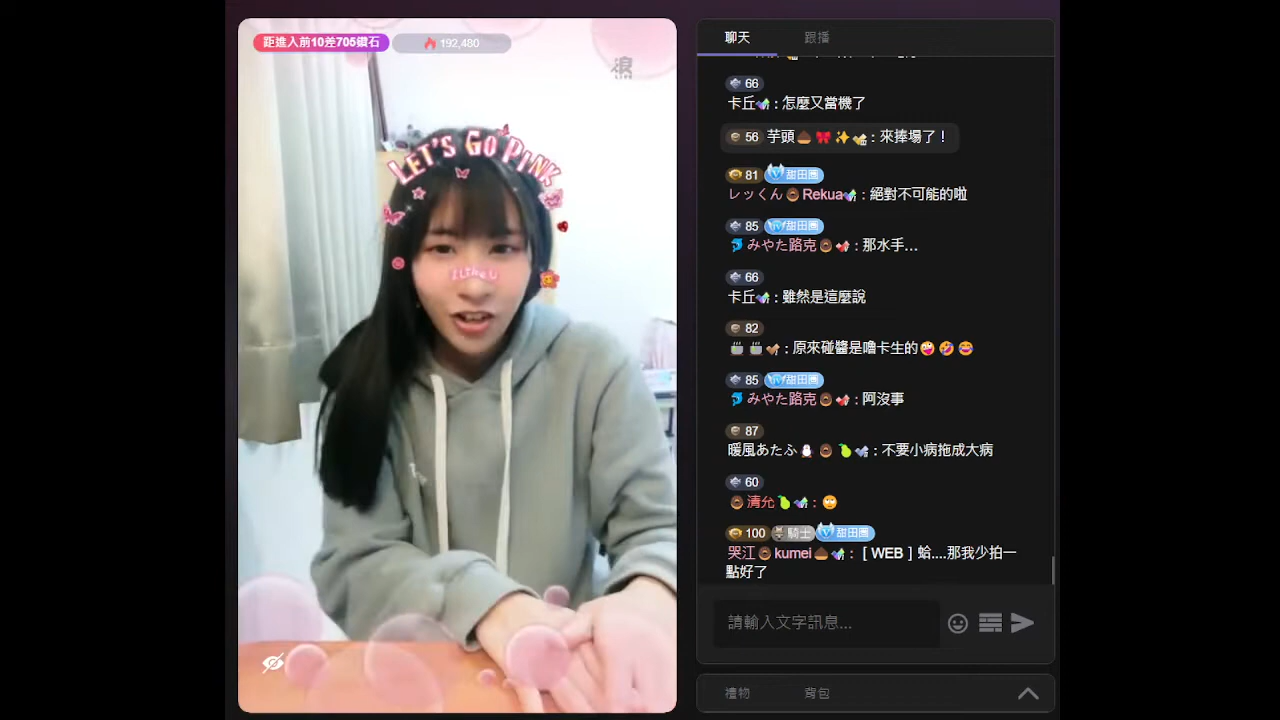 距進入前10差705鑽石
192,480
浪
LIVE
LET'S GO PINK
聊天
跟播
66
卡丘: 怎麼又當機了
56 芋頭: 來捧場了！
81 甜田圈
レッくん Rekua: 絕對不可能的啦
85 甜田圈
みやた路克: 那水手...
66
卡丘: 雖然是這麼說
82
: 原來碰醬是嚕卡生的
85 甜田圈
みやた路克: 阿沒事
87
暖風あたふ: 不要小病拖成大病
60
清允:
100 騎士 甜田圈
哭江 kumei: [ WEB ] 蛤....那我少拍一
點好了
請輸入文字訊息...
禮物
背包